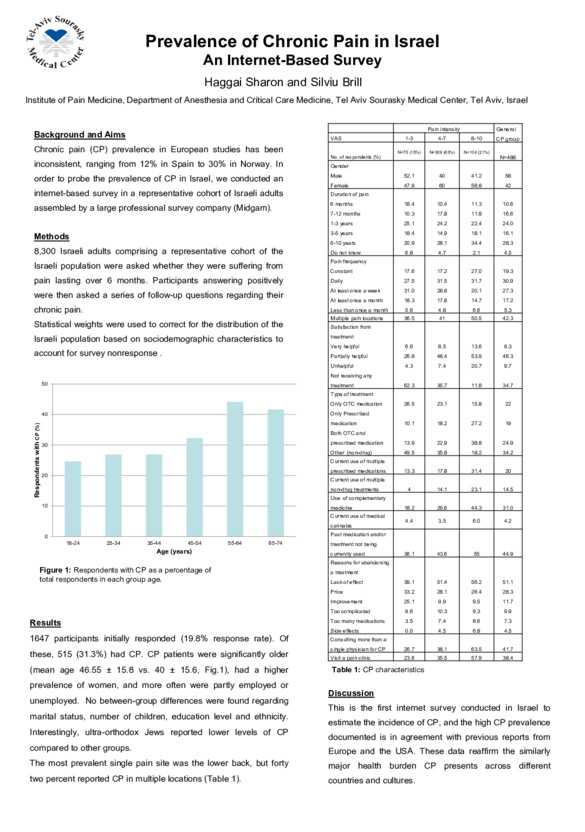 Tel-Aviv Sourasky
Medical Center
Prevalence of Chronic Pain in Israel
An Internet-Based Survey
Haggai Sharon and Silviu Brill
Institute of Pain Medicine, Department of Anesthesia and Critical Care Medicine, Tel Aviv Sourasky Medical Center, Tel Aviv, Israel
Background and Aims
Chronic pain (CP) prevalence in European studies has been
inconsistent, ranging from 12% in Spain to 30% in Norway. In
order to probe the prevalence of CP in Israel, we conducted an
internet-based survey in a representative cohort of Israeli adults
assembled by a large professional survey company (Midgam).
Methods
8,300 Israeli adults comprising a representative cohort of the
Israeli population were asked whether they were suffering from
pain lasting over 6 months. Participants answering positively
were then asked a series of follow-up questions regarding their
chronic pain.
Statistical weights were used to correct for the distribution of the
Israeli population based on sociodemographic characteristics to
account for survey nonresponse .
Respondents with CP (%)
50
40
30
20
10
0
18-24 25-34 35-44 45-54 55-64 65-74
Age (years)
Figure 1: Respondents with CP as a percentage of
total respondents in each group age.
Results
1647 participants initially responded (19.8% response rate). Of
these, 515 (31.3%) had CP. CP patients were significantly older
(mean age 46.55 ± 15.8 vs. 40 ± 15.6, Fig.1), had a higher
prevalence of women, and more often were partly employed or
unemployed. No between-group differences were found regarding
marital status, number of children, education level and ethnicity.
Interestingly, ultra-orthodox Jews reported lower levels of CP
compared to other groups.
The most prevalent single pain site was the lower back, but forty
two percent reported CP in multiple locations (Table 1).
Pain intensity General
VAS 1-3 4-7 8-10 CP group
No. of respondents (%) N=75 (15%) N=309 (63%) N=104 (21%) N=488
Gender
Male 52.1 40 41.2 58
Female 47.9 60 58.8 42
Duration of pain
6 months 18.4 10.4 11.3 10.6
7-12 months 10.3 17.8 11.8 16.6
1-3 years 25.1 24.2 22.4 24.0
3-5 years 18.4 14.9 18.1 16.1
6-10 years 20.9 28.1 34.4 28.3
Do not know 6.8 4.7 2.1 4.5
Pain frequency
Constant 17.6 17.2 27.0 19.3
Daily 27.5 31.5 31.7 30.9
At least once a week 31.0 28.8 20.1 27.3
At least once a month 18.3 17.8 14.7 17.2
Less than once a month 5.6 4.8 6.6 5.3
Multiple pain locations 36.5 41 50.5 42.3
Satisfaction from
treatment
Very helpful 6.6 8.5 13.6 9.3
Partially helpful 26.8 48.4 53.9 46.3
Unhelpful 4.3 7.4 20.7 9.7
Not receiving any
treatment 62.3 35.7 11.8 34.7
Type of treatment
Only OTC medication 26.5 23.1 15.8 22
Only Prescribed
medication 10.1 18.2 27.2 19
Both OTC and
prescribed medication 13.9 22.9 38.8 24.9
Other (non-drug) 49.5 35.8 18.2 34.2
Current use of multiple
prescribed medications 13.3 17.8 31.4 20
Current use of multiple
non-drug treatments 4 14.1 23.1 14.5
Use of complementary
medicine 18.2 29.6 44.3 31.0
Current use of medical
cannabis 4.4 3.5 6.0 4.2
Past medication and/or
treatment not being
currently used 36.1 43.8 55 44.9
Reasons for abandoning
a treatment
Lack of effect 39.1 51.4 56.2 51.1
Price 33.2 28.1 26.4 28.3
Improvement 25.1 9.9 9.5 11.7
Too complicated 9.6 10.3 9.3 9.9
Too many medications 3.5 7.4 8.6 7.3
Side effects 0.0 4.5 6.8 4.5
Consulting more than a
single physician for CP 26.7 38.1 63.5 41.7
Visit a pain-clinic 23.6 35.5 57.9 38.4
Table 1: CP characteristics
Discussion
This is the first internet survey conducted in Israel to
estimate the incidence of CP, and the high CP prevalence
documented is in agreement with previous reports from
Europe and the USA. These data reaffirm the similarly
major health burden CP presents across different
countries and cultures.